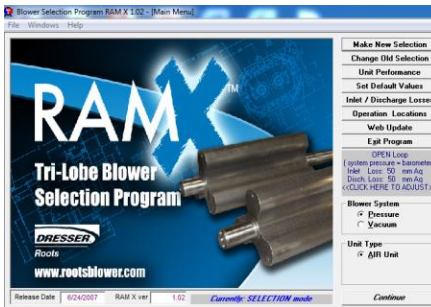 Blower Selection Program RAM X 1.02 - [Main Menu]
File Windows Help
RAM X TM
Tri-Lobe Blower
Selection Program
DRESSER
Roots
www.rootsblower.com
Make New Selection
Change Old Selection
Unit Performance
Set Default Values
Inlet / Discharge Losses
Operation Locations
Web Update
Exit Program
OPEN Loop
( system pressure = barometer
Inlet Loss: 50 mm Aq
Disch. Loss: 50 mm Aq
<<CLICK HERE TO ADJUST>
Blower System
Pressure
Vacuum
Unit Type
AIR Unit
Release Date 6/24/2007 RAM X ver 1.02 Currently: SELECTION mode Continue